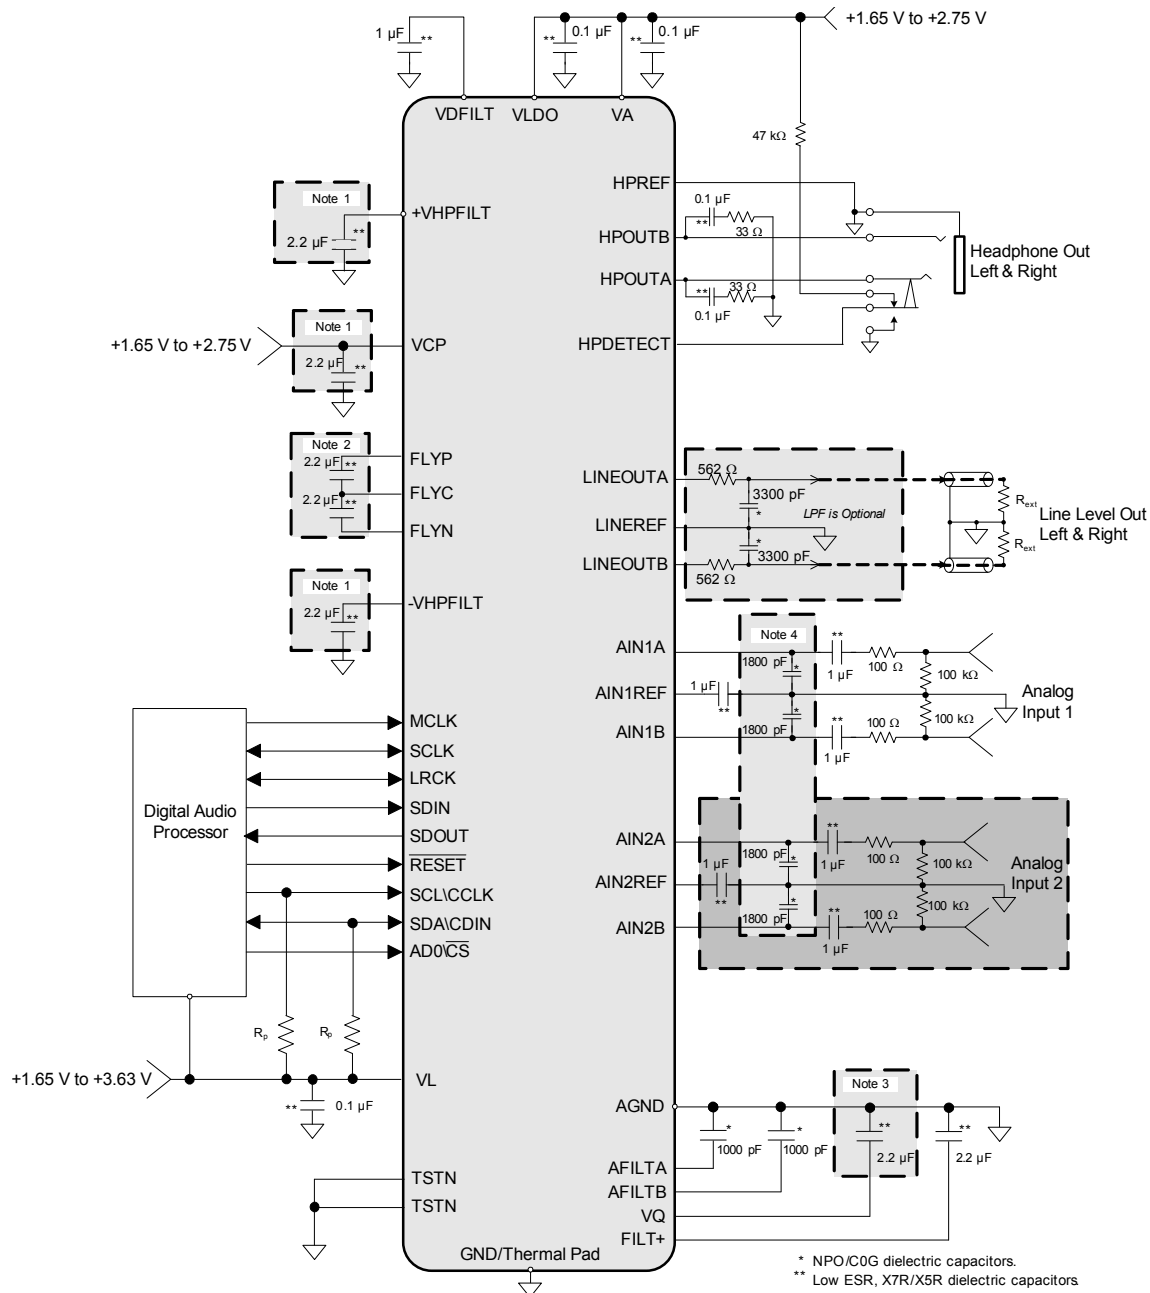 1 µF
**
0.1 µF
**
0.1 µF
**
+1.65 V to +2.75 V
VDFILT
VLDO
VA
47 kΩ
Note 1
+VHPFILT
**
2.2 µF
HPREF
0.1 µF
**
33 Ω
HPOUTB
HPOUTA
**
33 Ω
0.1 µF
Headphone Out
Left & Right
HPDETECT
Note 1
+1.65 V to +2.75 V
VCP
2.2 µF
**
Note 2
2.2 µF
**
FLYP
2.2 µF
**
FLYC
FLYN
LINEOUTA
562 Ω
3300 pF
*
LPF is Optional
LINEREF
*
3300 pF
LINEOUTB
562 Ω
Rext
Rext
Line Level Out
Left & Right
Note 1
-VHPFILT
2.2 µF
**
Note 4
AIN1A
1800 pF
*
**
1 µF
100 Ω
100 kΩ
AIN1REF
1 µF
**
*
Analog
Input 1
AIN1B
1800 pF
**
1 µF
100 Ω
100 kΩ
Digital Audio
Processor
MCLK
SCLK
LRCK
SDIN
SDOUT
RESET
SCL\CCLK
SDA\CDIN
AD0\CS
AIN2A
1800 pF
*
**
1 µF
100 Ω
100 kΩ
AIN2REF
1 µF
**
*
Analog
Input 2
AIN2B
1800 pF
**
1 µF
100 Ω
100 kΩ
Rp
Rp
+1.65 V to +3.63 V
VL
**
0.1 µF
Note 3
AGND
*
1000 pF
*
1000 pF
**
2.2 µF
**
2.2 µF
AFILTA
AFILTB
VQ
FILT+
TSTN
TSTN
GND/Thermal Pad
* NPO/C0G dielectric capacitors.
** Low ESR, X7R/X5R dielectric capacitors.